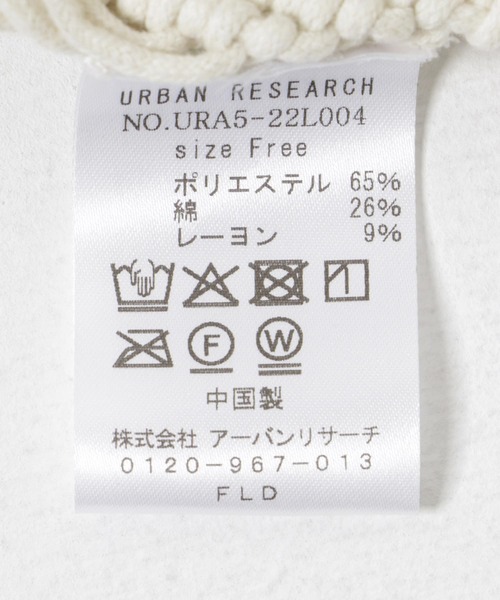 URBAN RESEARCH
NO.URA5-22L004
size Free
ポリエステル 65%
綿 26%
レーヨン 9%
F W
中国製
株式会社 アーバンリサーチ
0120-967-013
FLD